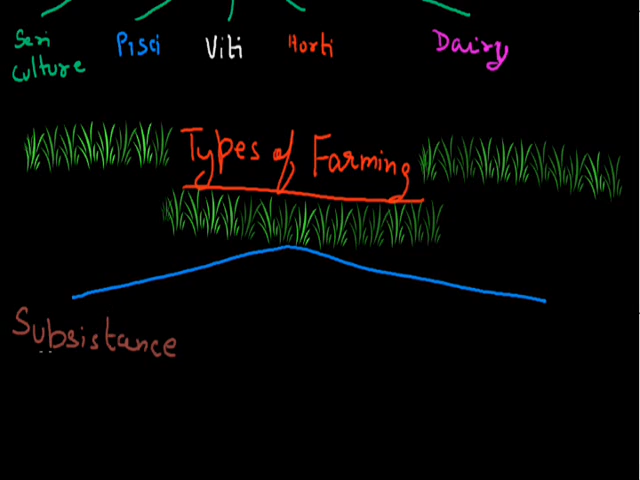 Seri Pisci Viti Horti Dairy
culture
Types of Farming
Subsistance